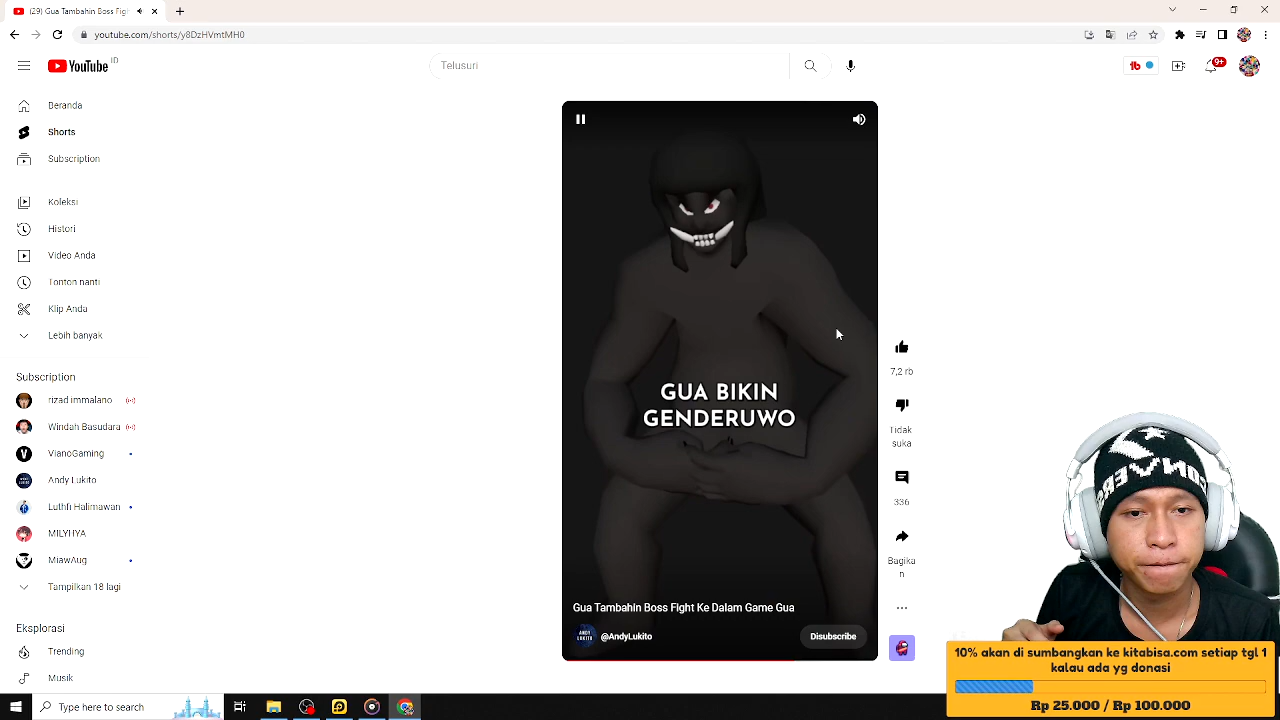 (29) Gua Tambahin Boss Figh
youtube.com/shorts/y8DzHVmtMH0
YouTube ID
Telusuri
9+
Beranda
Shorts
Subscription
Koleksi
Histori
Video Anda
Tonton nanti
Klip Anda
Lebih banyak
Subscription
rizad immalano
Windah Basudara
VianoGaming
Andy Lukito
Luthfi Halimawan
MILYHYA
MiawAug
Tampilkan 18 lagi
Eksplorasi
Trending
Musik
GUA BIKIN
GENDERUWO
Gua Tambahin Boss Fight Ke Dalam Game Gua
ANDY
LUKITO
@AndyLukito
Disubscribe
7,2 rb
Tidak
suka
336
Bagika
n
10% akan di sumbangkan ke kitabisa.com setiap tgl 1
kalau ada yg donasi
Rp 25.000 / Rp 100.000
Type here to search